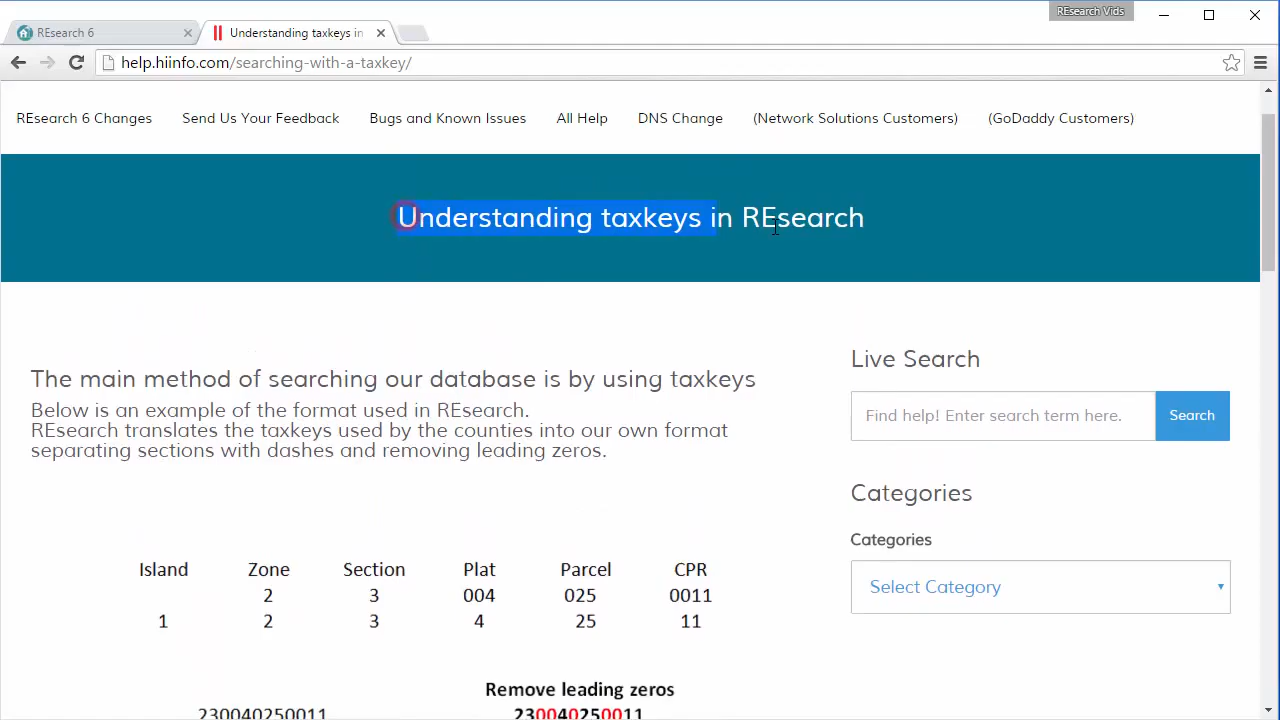 REsearch Vids
REsearch 6
Understanding taxkeys in
help.hiinfo.com/searching-with-a-taxkey/
REsearch 6 Changes Send Us Your Feedback Bugs and Known Issues All Help DNS Change (Network Solutions Customers) (GoDaddy Customers)
Understanding taxkeys in REsearch
The main method of searching our database is by using taxkeys
Below is an example of the format used in REsearch.
REsearch translates the taxkeys used by the counties into our own format
separating sections with dashes and removing leading zeros.
Island Zone Section Plat Parcel CPR
2 3 004 025 0011
1 2 3 4 25 11
Remove leading zeros
230040250011 230040250011
Live Search
Find help! Enter search term here. Search
Categories
Categories
Select Category